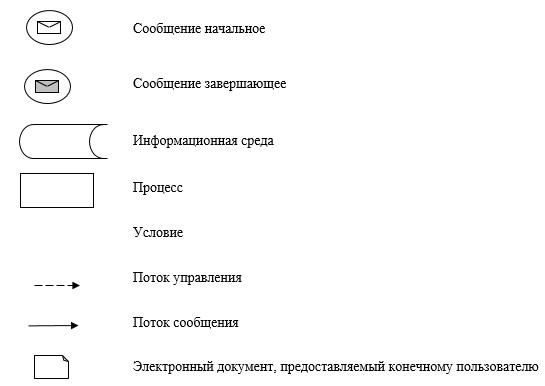 Сообщение начальное
Сообщение завершающее
Информационная среда
Процесс
Условие
Поток управления
Поток сообщения
Электронный документ, предоставляемый конечному пользователю